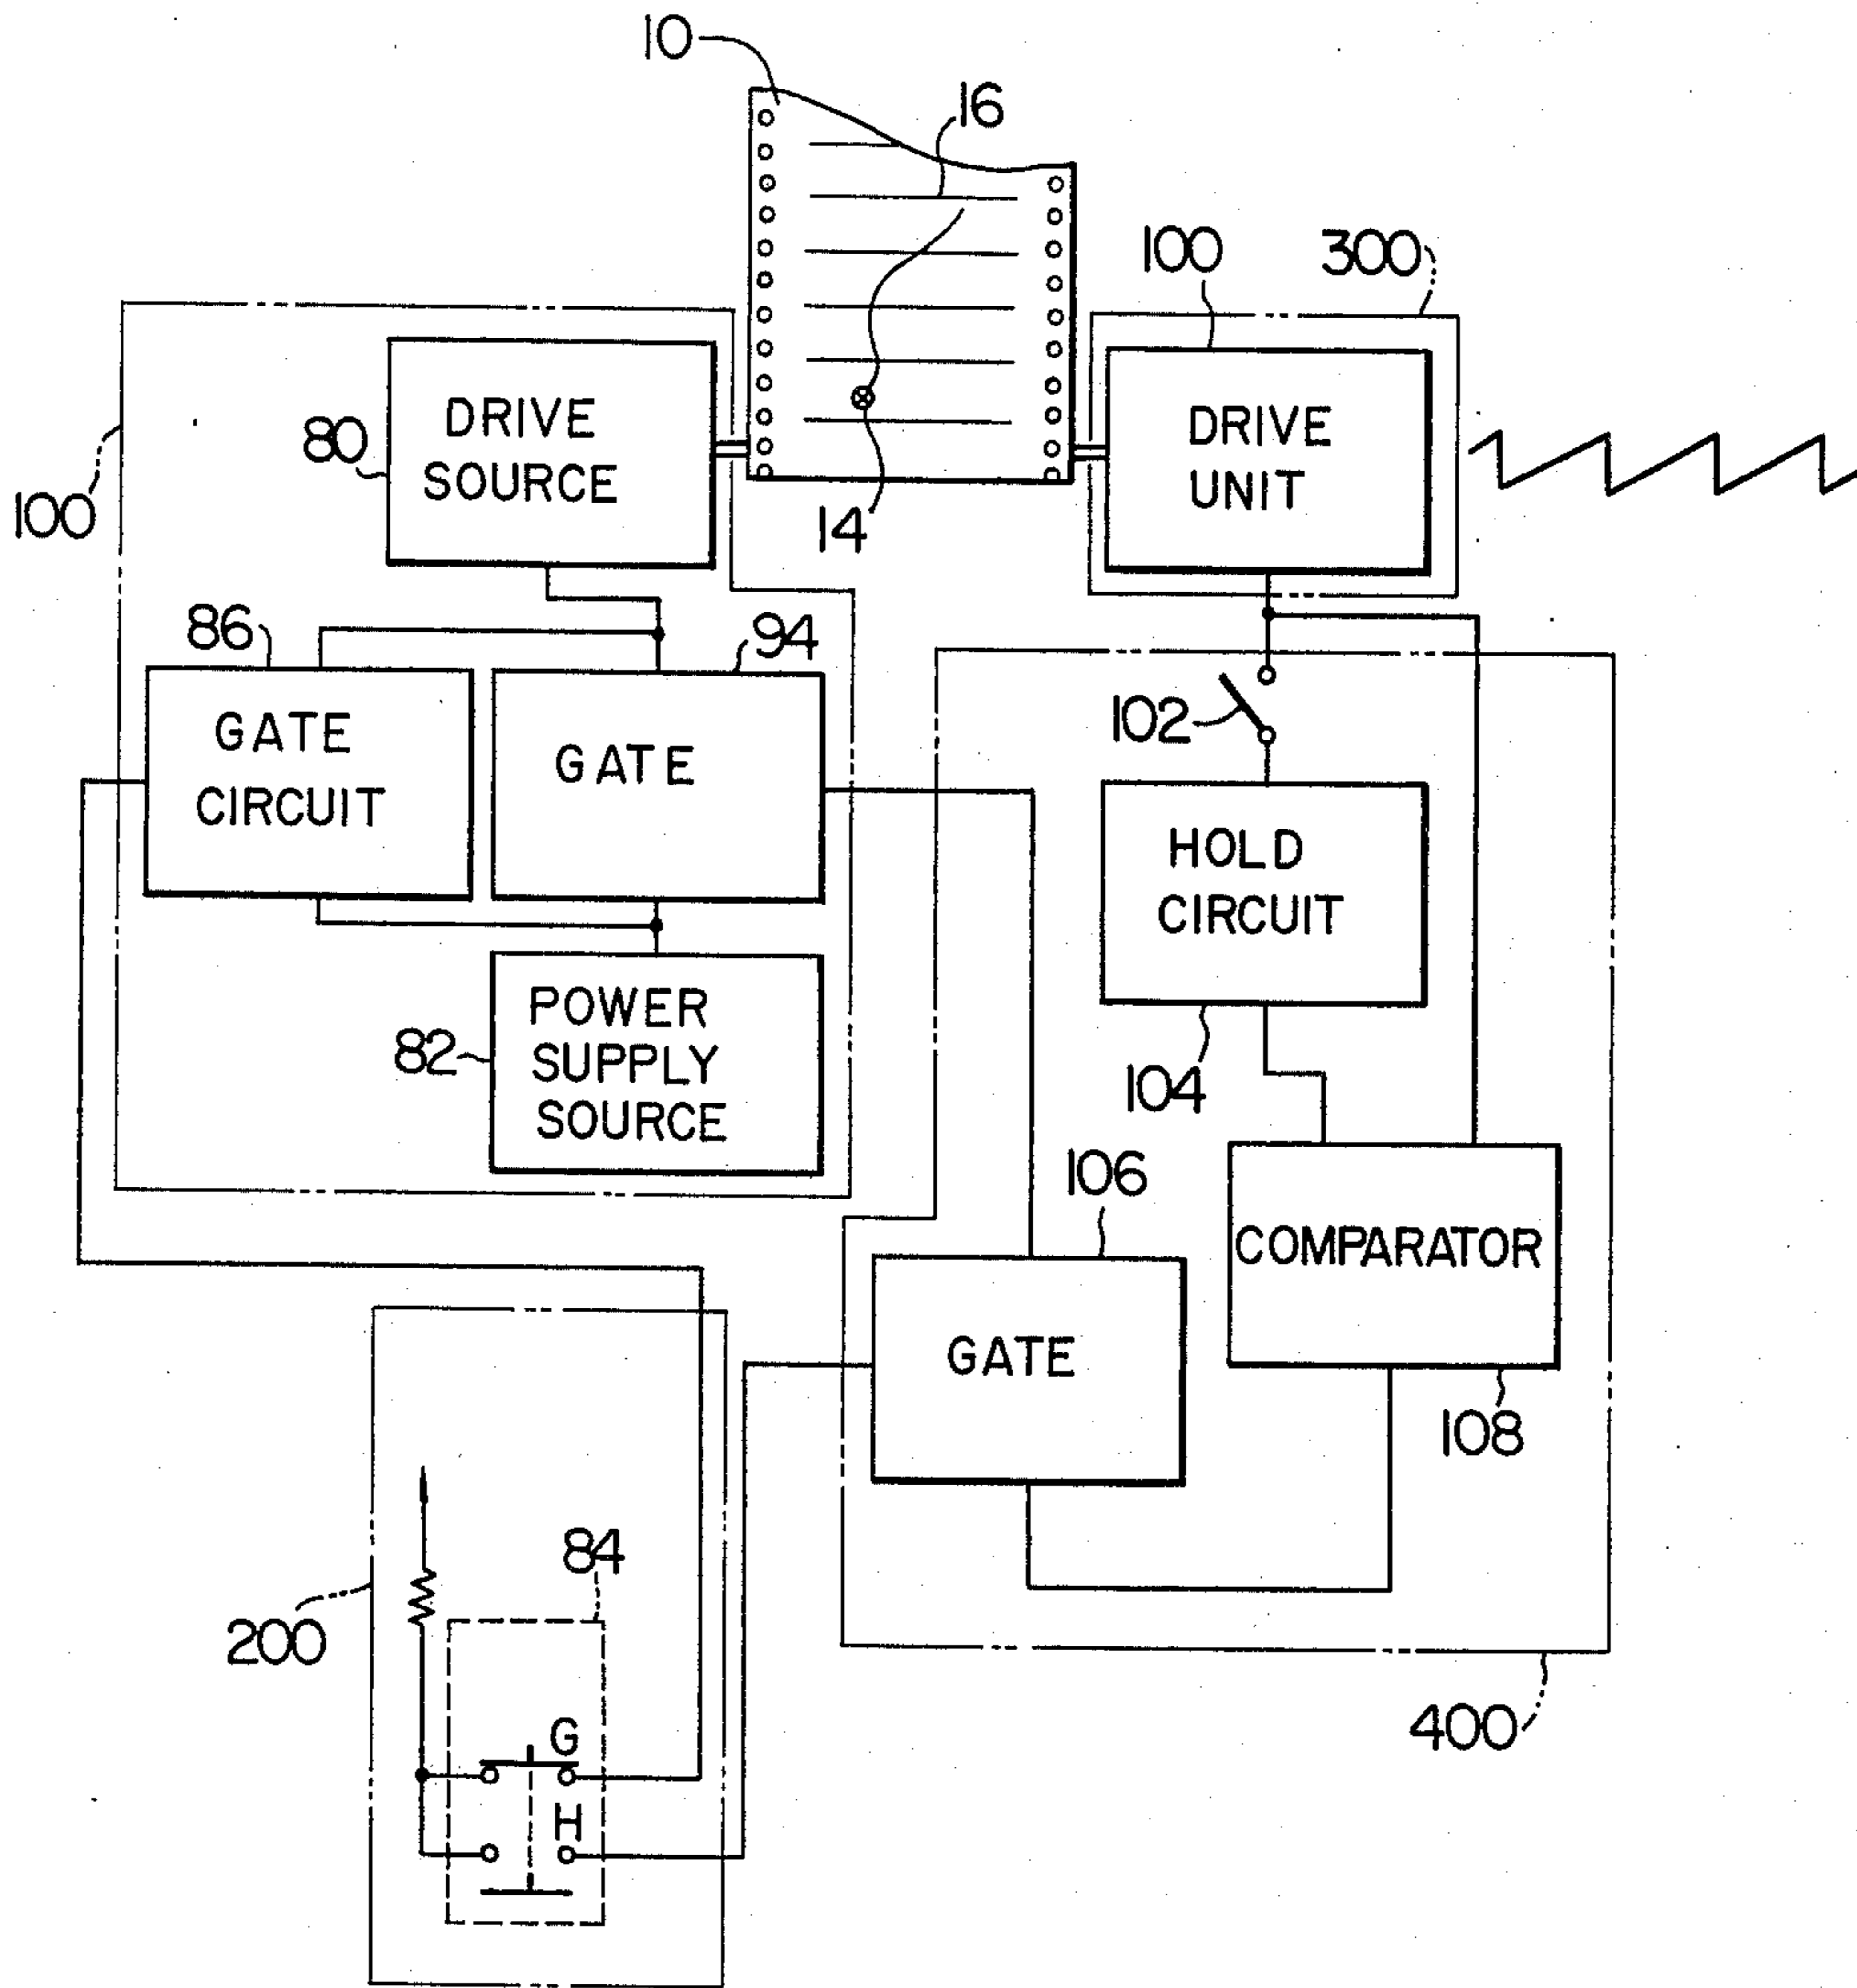 10
16
100
300
DRIVE
SOURCE
80
100
DRIVE
UNIT
14
86
94
GATE
CIRCUIT
GATE
102
HOLD
CIRCUIT
POWER
SUPPLY
SOURCE
82
104
106
COMPARATOR
GATE
108
84
200
400
G
H